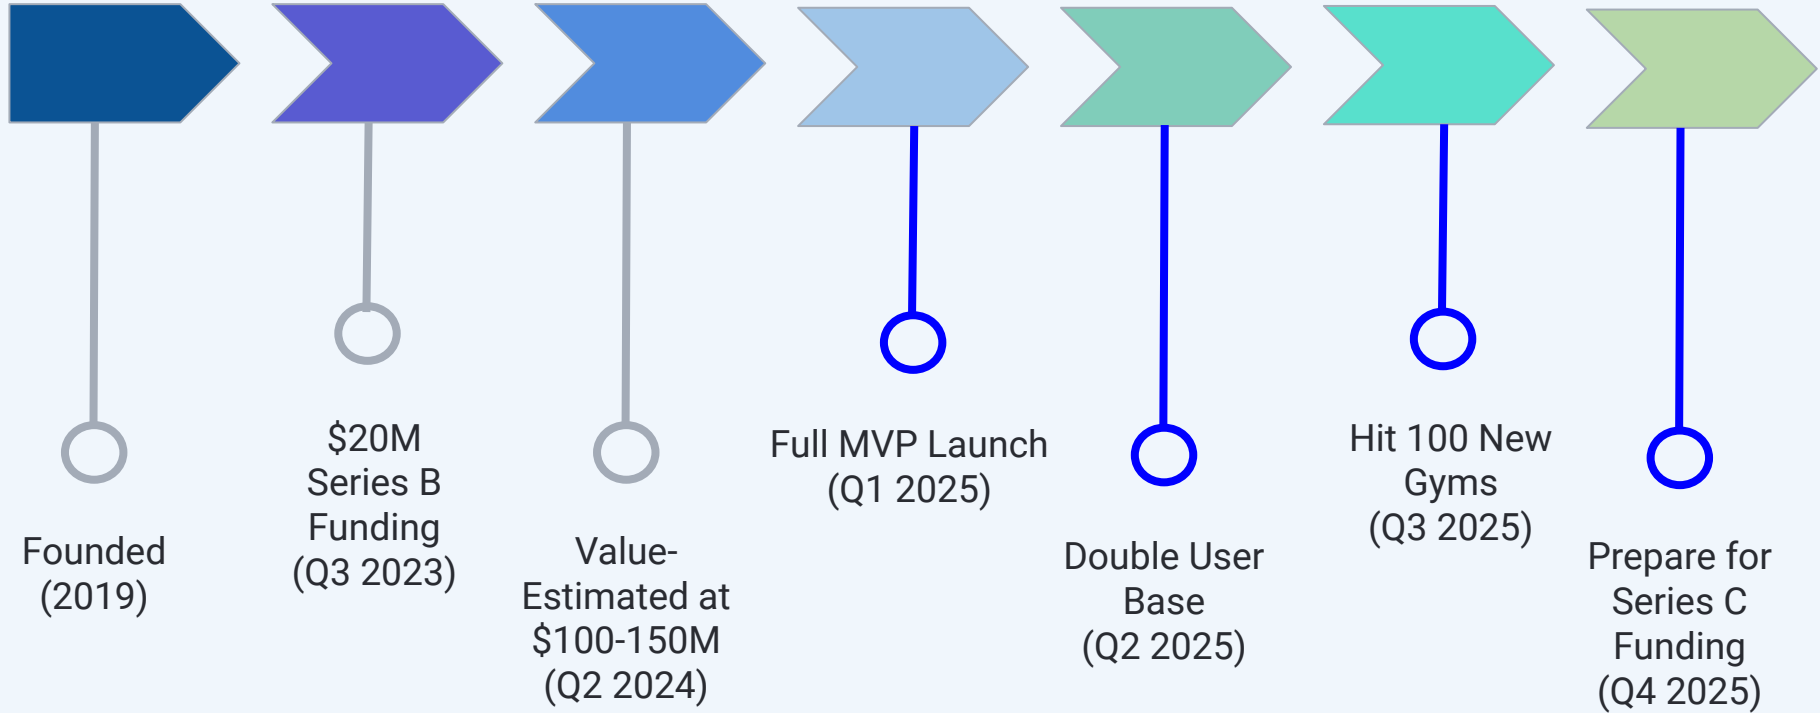 Founded
(2019)
$20M
Series B
Funding
(Q3 2023)
Value-
Estimated at
$100-150M
(Q2 2024)
Full MVP Launch
(Q1 2025)
Double User
Base
(Q2 2025)
Hit 100 New
Gyms
(Q3 2025)
Prepare for
Series C
Funding
(Q4 2025)